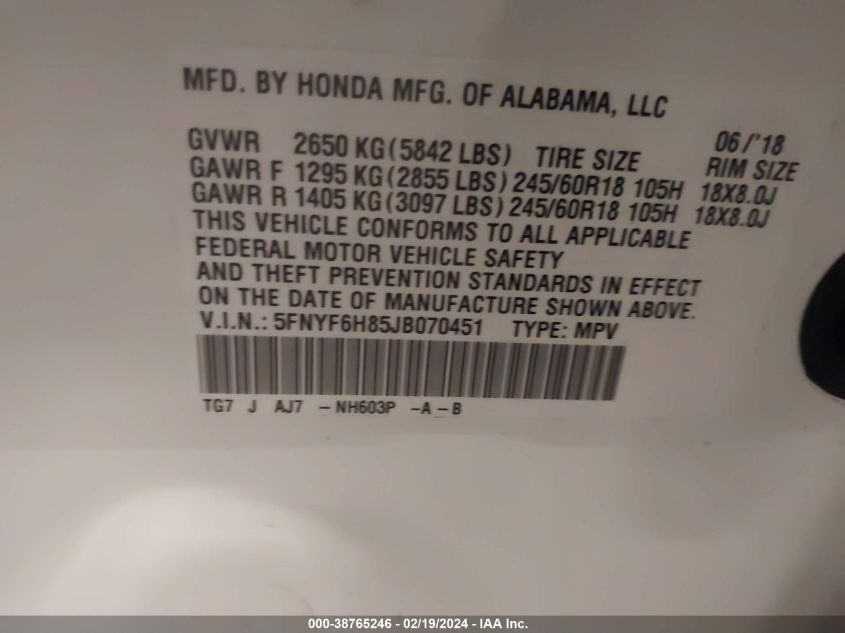 MFD. BY HONDA MFG. OF ALABAMA, LLC
06/'18
GVWR 2650 KG(5842 LBS) TIRE SIZE RIM SIZE
GAWR F 1295 KG(2855 LBS) 245/60R18 105H 18X8.0J
GAWR R 1405 KG(3097 LBS) 245/60R18 105H 18X8.0J
THIS VEHICLE CONFORMS TO ALL APPLICABLE
FEDERAL MOTOR VEHICLE SAFETY
AND THEFT PREVENTION STANDARDS IN EFFECT
ON THE DATE OF MANUFACTURE SHOWN ABOVE.
V.I.N.: 5FNYF6H85JB070451 TYPE: MPV
TG7 J AJ7 -NH603P -A-B
000-38765246 - 02/19/2024 - IAA Inc.